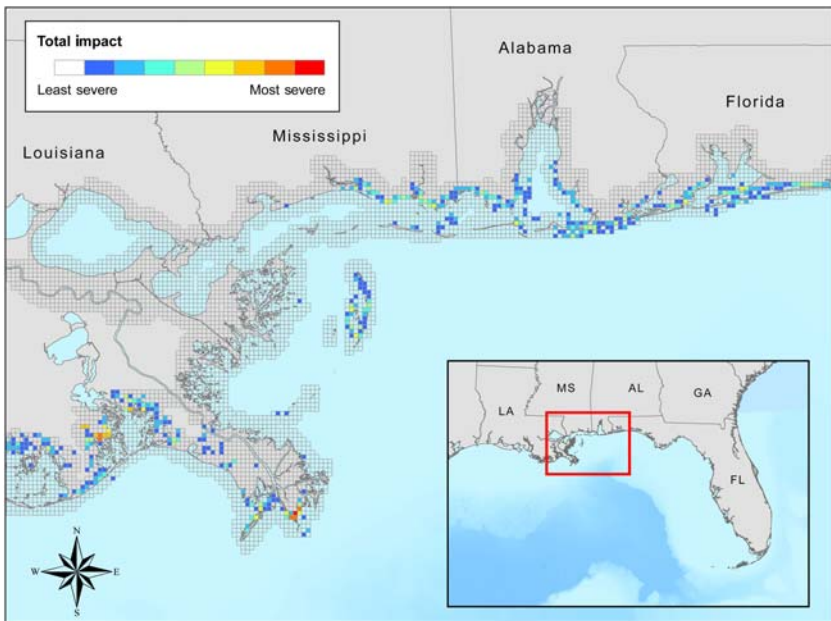 Total impact
Least severe Most severe
Alabama
Florida
Mississippi
Louisiana
MS AL GA
LA
FL
N
W E
S